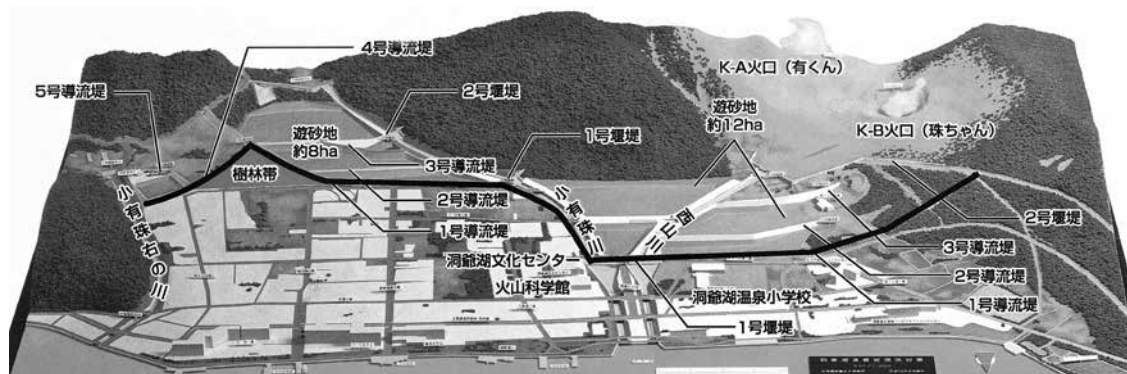 4号導流堤
5号導流堤
2号堰堤
K-A火口（有くん）
遊砂地
約12ha
遊砂地
約8ha
1号堰堤
K-B火口（珠ちゃん）
3号導流堤
樹林帯
小有珠右の川
2号導流堤
小有珠川
西山川
2号堰堤
1号導流堤
3号導流堤
洞爺湖文化センター
火山科学館
2号導流堤
洞爺湖温泉小学校
1号導流堤
1号堰堤